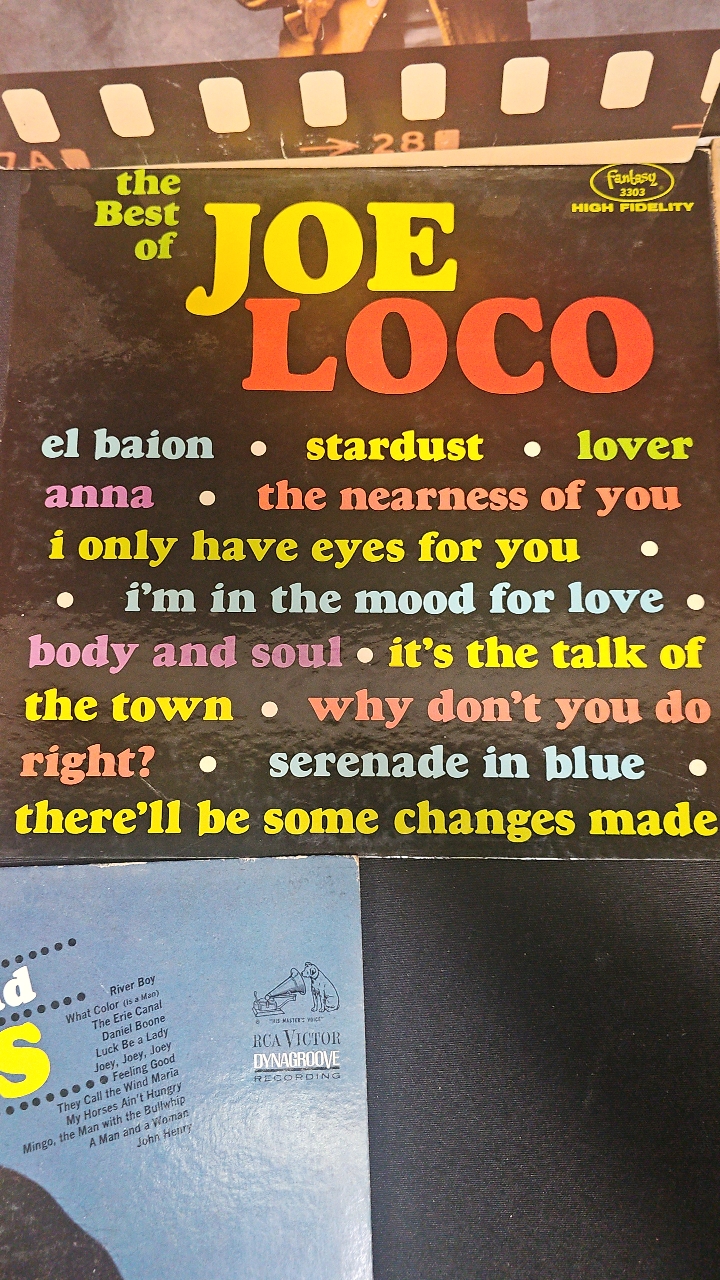 7A
→ 28
the
Best
of
JOE
LOCO
fantasy
3303
HIGH FIDELITY
el baion • stardust • lover
anna • the nearness of you
i only have eyes for you •
• i'm in the mood for love •
body and soul • it's the talk of
the town • why don't you do
right? • serenade in blue •
there'll be some changes made
d
S
River Boy
What Color (is a Man)
The Erie Canal
Daniel Boone
Luck Be a Lady
Joey, Joey, Joey
Feeling Good
They Call the Wind Maria
My Horses Ain't Hungry
Mingo, the Man with the Bullwhip
A Man and a Woman
John Henry
"HIS MASTER'S VOICE"
RCA VICTOR
DYNAGROOVE
RECORDING